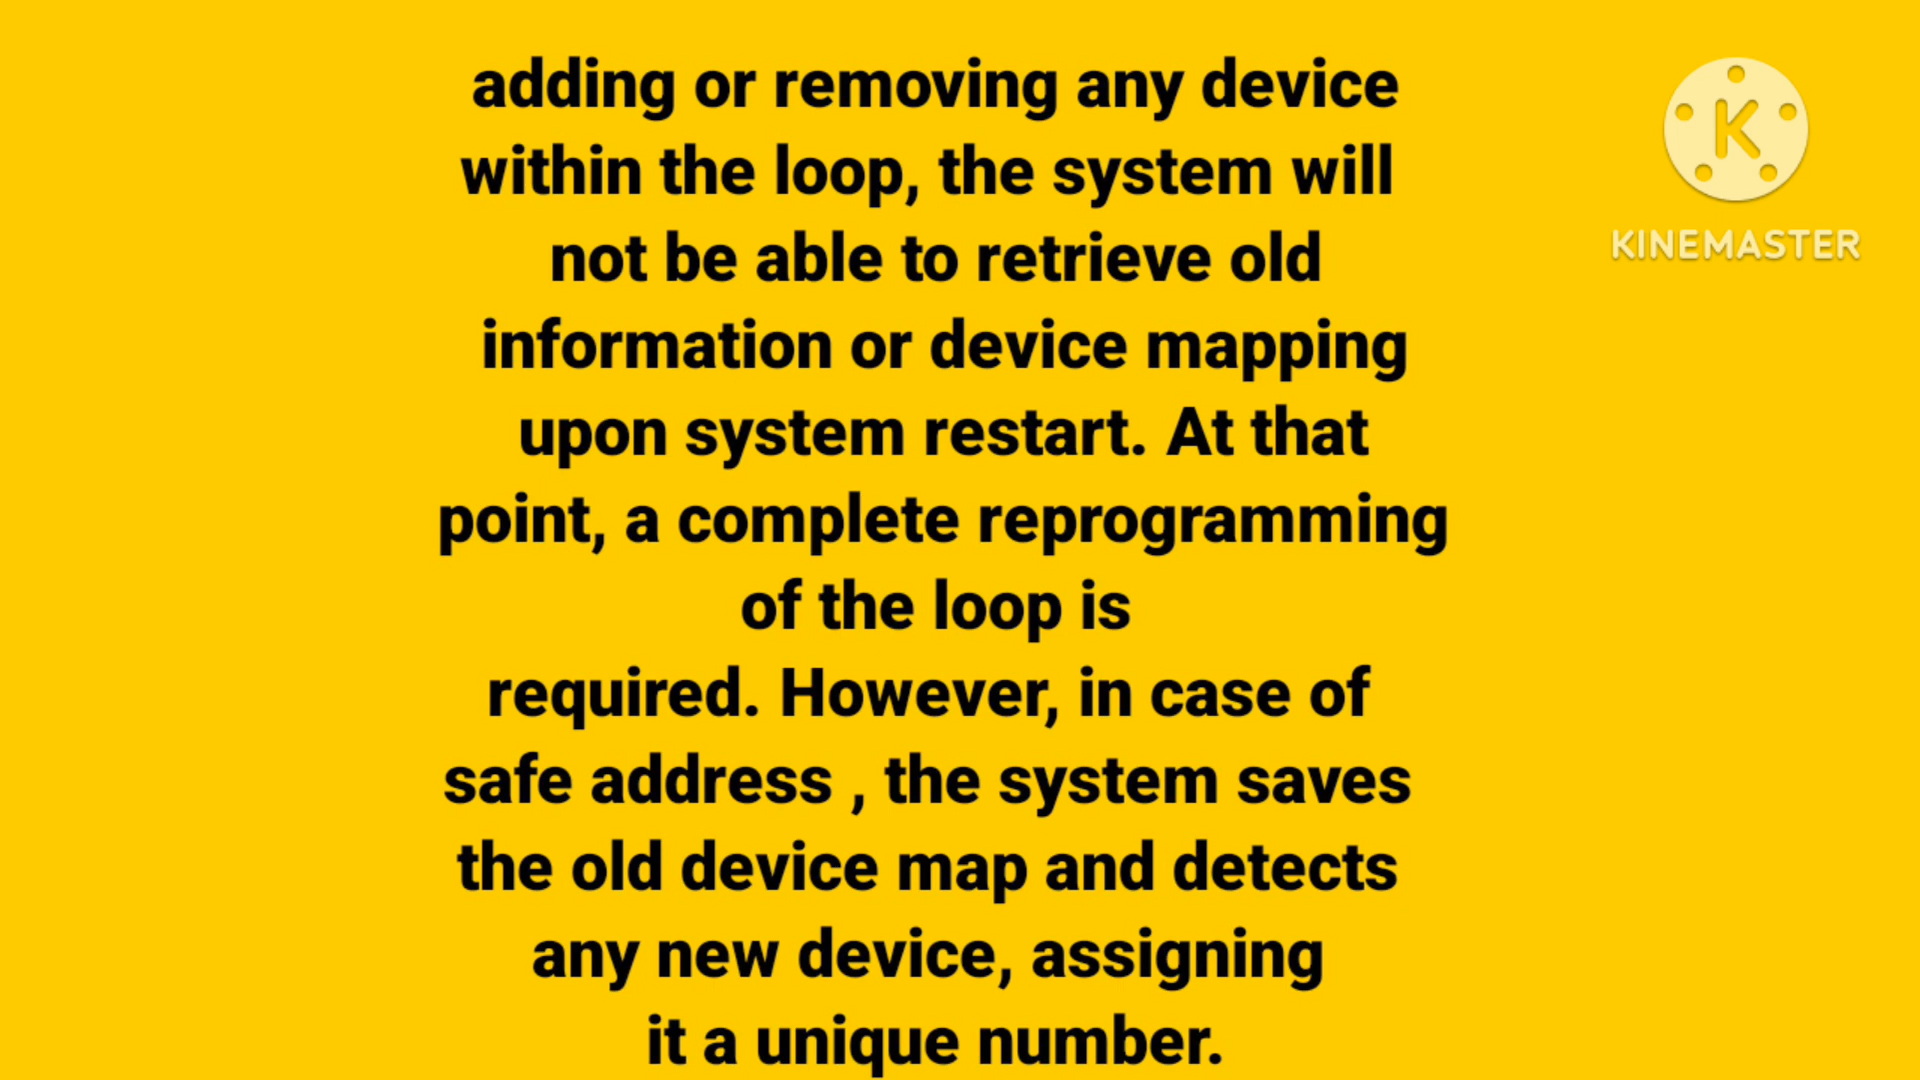 adding or removing any device
within the loop, the system will
not be able to retrieve old
information or device mapping
upon system restart. At that
point, a complete reprogramming
of the loop is
required. However, in case of
safe address , the system saves
the old device map and detects
any new device, assigning
it a unique number.
K
KINEMASTER